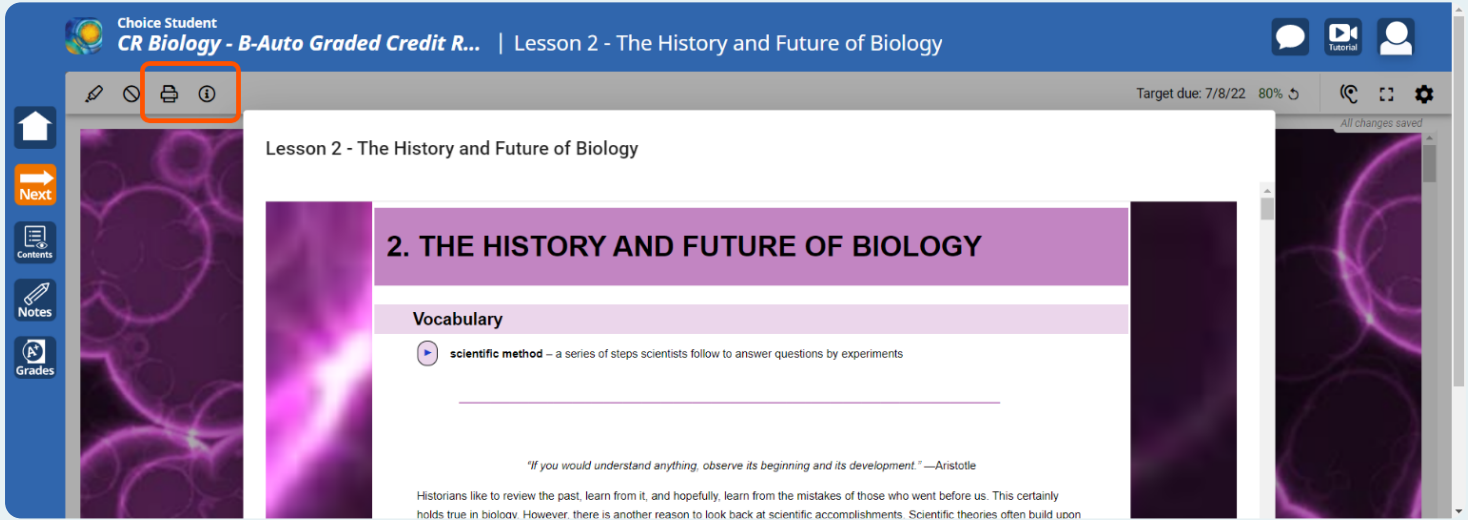 Choice Student
CR Biology - B-Auto Graded Credit R... | Lesson 2 - The History and Future of Biology
Tutorial
Target due: 7/8/22 80%
All changes saved
Next
Contents
Notes
A+
Grades
Lesson 2 - The History and Future of Biology
2. THE HISTORY AND FUTURE OF BIOLOGY
Vocabulary
scientific method – a series of steps scientists follow to answer questions by experiments
"If you would understand anything, observe its beginning and its development." —Aristotle
Historians like to review the past, learn from it, and hopefully, learn from the mistakes of those who went before us. This certainly
holds true in biology. However, there is another reason to look back at scientific accomplishments. Scientific theories often build upon